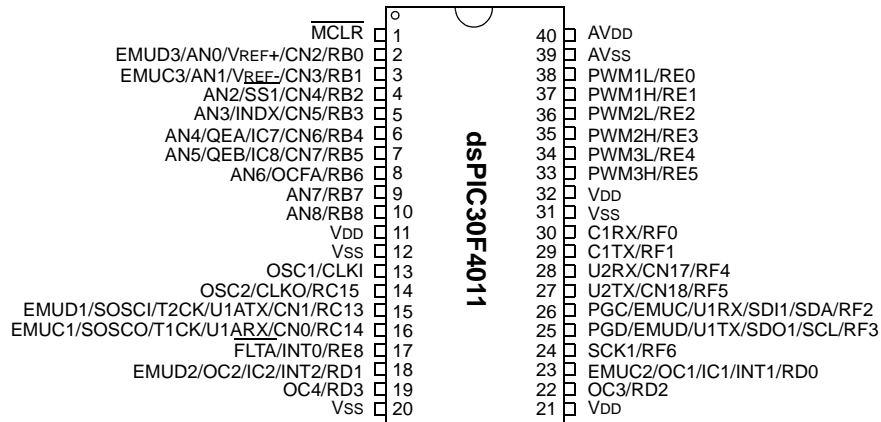 MCLR 1 40 AVDD
EMUD3/AN0/VREF+/CN2/RB0 2 39 AVSS
EMUC3/AN1/VREF-/CN3/RB1 3 38 PWM1L/RE0
AN2/SS1/CN4/RB2 4 37 PWM1H/RE1
AN3/INDX/CN5/RB3 5 36 PWM2L/RE2
AN4/QEA/IC7/CN6/RB4 6 35 PWM2H/RE3
AN5/QEB/IC8/CN7/RB5 7 34 PWM3L/RE4
AN6/OCFA/RB6 8 33 PWM3H/RE5
AN7/RB7 9 32 VDD
AN8/RB8 10 31 VSS
VDD 11 30 C1RX/RF0
VSS 12 29 C1TX/RF1
OSC1/CLKI 13 28 U2RX/CN17/RF4
OSC2/CLKO/RC15 14 27 U2TX/CN18/RF5
EMUD1/SOSCI/T2CK/U1ATX/CN1/RC13 15 26 PGC/EMUC/U1RX/SDI1/SDA/RF2
EMUC1/SOSCO/T1CK/U1ARX/CN0/RC14 16 25 PGD/EMUD/U1TX/SDO1/SCL/RF3
FLTA/INT0/RE8 17 24 SCK1/RF6
EMUD2/OC2/IC2/INT2/RD1 18 23 EMUC2/OC1/IC1/INT1/RD0
OC4/RD3 19 22 OC3/RD2
VSS 20 21 VDD
dsPIC30F4011